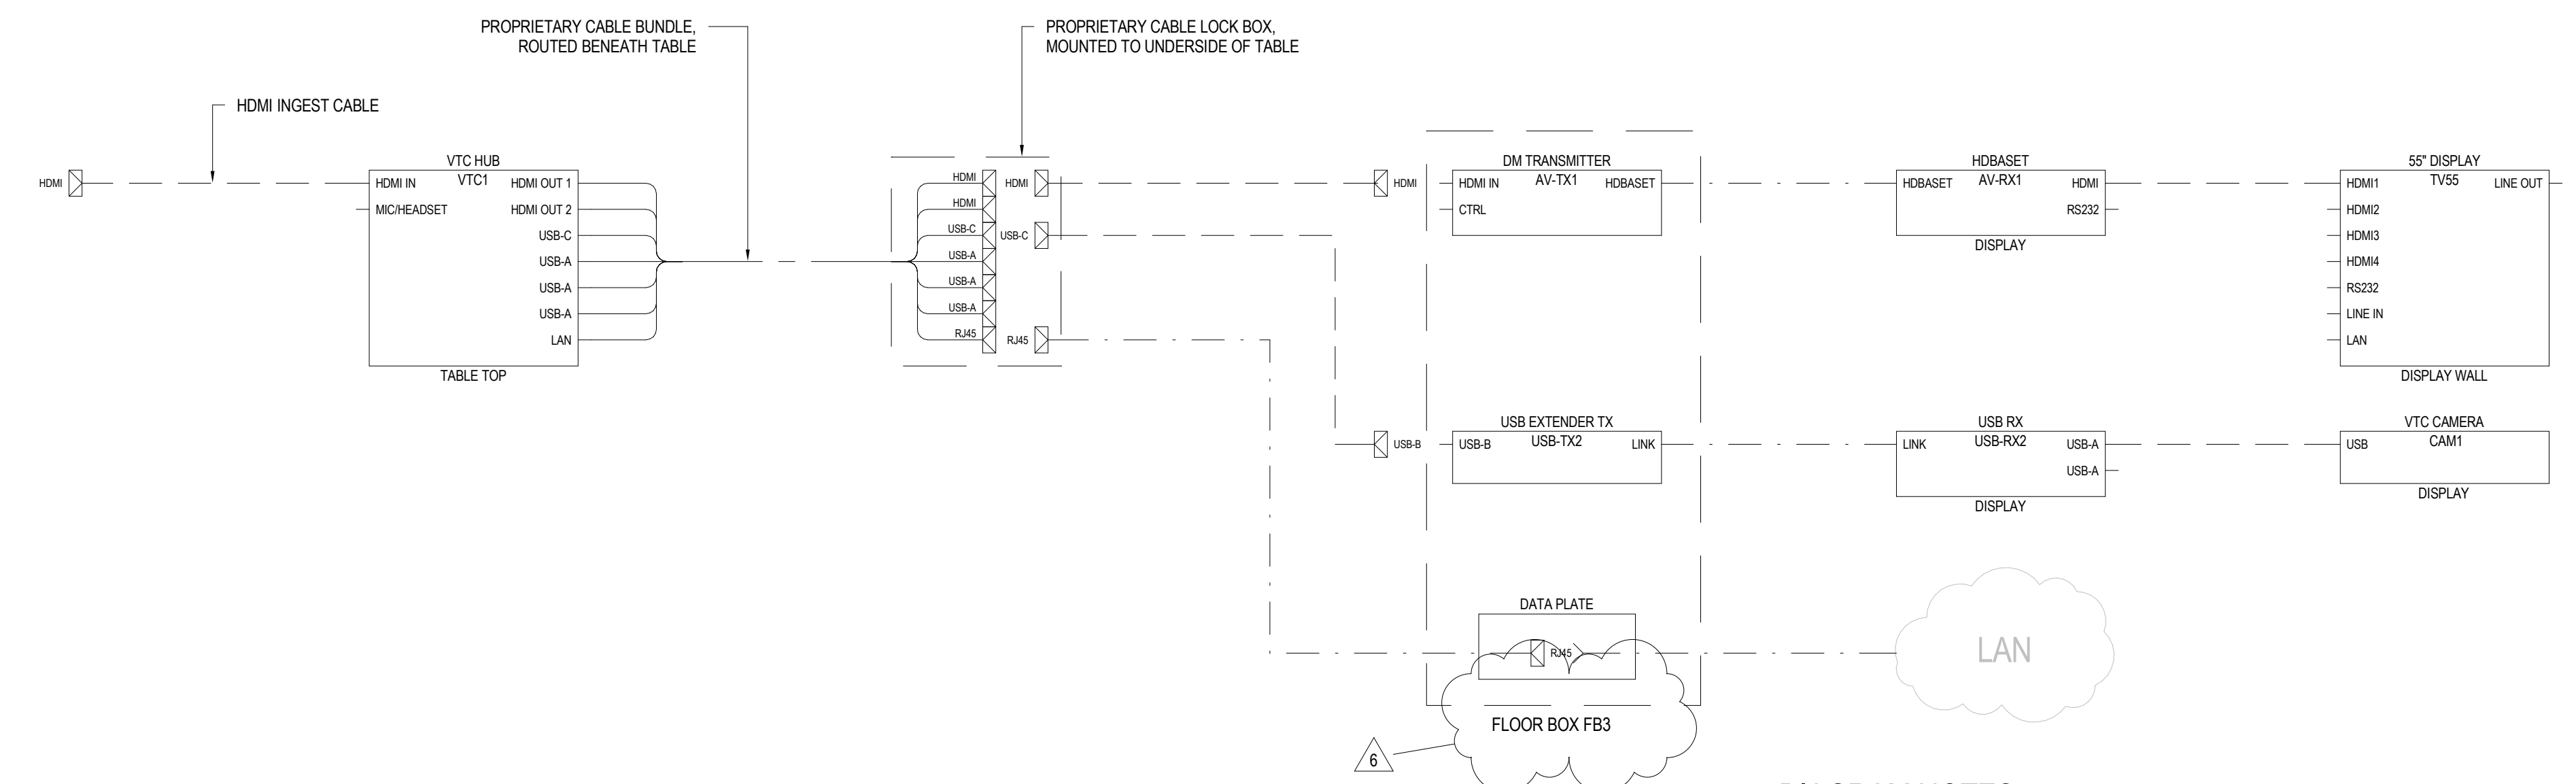 PROPRIETARY CABLE BUNDLE,
ROUTED BENEATH TABLE
PROPRIETARY CABLE LOCK BOX,
MOUNTED TO UNDERSIDE OF TABLE
HDMI INGEST CABLE
HDMI
VTC HUB
VTC1
HDMI IN
MIC/HEADSET
HDMI OUT 1
HDMI OUT 2
USB-C
USB-A
USB-A
USB-A
LAN
TABLE TOP
HDMI
HDMI
USB-C
USB-A
USB-A
USB-A
RJ45
HDMI
USB-C
RJ45
HDMI
DM TRANSMITTER
HDMI IN
AV-TX1
HDBASET
CTRL
HDBASET
HDBASET
AV-RX1
HDMI
RS232
DISPLAY
55" DISPLAY
TV55
HDMI1
HDMI2
HDMI3
HDMI4
RS232
LINE IN
LAN
LINE OUT
DISPLAY WALL
USB-B
USB EXTENDER TX
USB-B
USB-TX2
LINK
USB RX
LINK
USB-RX2
USB-A
USB-A
DISPLAY
VTC CAMERA
USB
CAM1
DISPLAY
DATA PLATE
RJ45
LAN
FLOOR BOX FB3
6